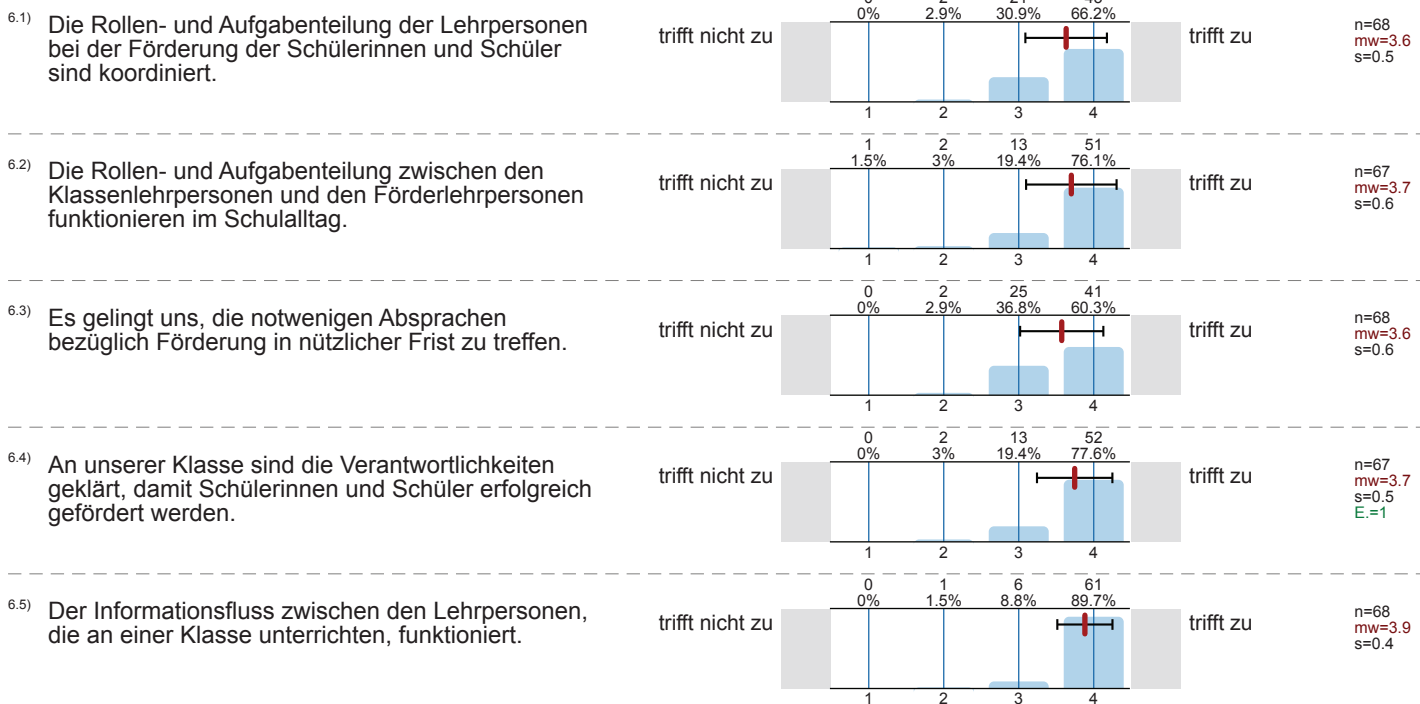 6.1) Die Rollen- und Aufgabenteilung der Lehrpersonen
bei der Förderung der Schülerinnen und Schüler
sind koordiniert.
trifft nicht zu
0% 2.9% 30.9% 66.2%
1 2 3 4
trifft zu
n=68
mw=3.6
s=0.5
6.2) Die Rollen- und Aufgabenteilung zwischen den
Klassenlehrpersonen und den Förderlehrpersonen
funktionieren im Schulalltag.
trifft nicht zu
1 2 13 51
1.5% 3% 19.4% 76.1%
1 2 3 4
trifft zu
n=67
mw=3.7
s=0.6
6.3) Es gelingt uns, die notwenigen Absprachen
bezüglich Förderung in nützlicher Frist zu treffen.
trifft nicht zu
0 2 25 41
0% 2.9% 36.8% 60.3%
1 2 3 4
trifft zu
n=68
mw=3.6
s=0.6
6.4) An unserer Klasse sind die Verantwortlichkeiten
geklärt, damit Schülerinnen und Schüler erfolgreich
gefördert werden.
trifft nicht zu
0 2 13 52
0% 3% 19.4% 77.6%
1 2 3 4
trifft zu
n=67
mw=3.7
s=0.5
E.=1
6.5) Der Informationsfluss zwischen den Lehrpersonen,
die an einer Klasse unterrichten, funktioniert.
trifft nicht zu
0 1 6 61
0% 1.5% 8.8% 89.7%
1 2 3 4
trifft zu
n=68
mw=3.9
s=0.4